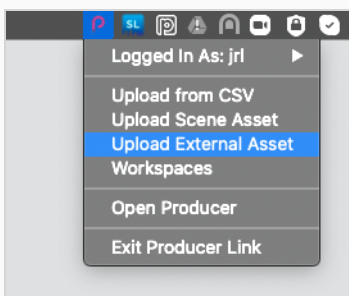 SL
Logged In As: jrl
Upload from CSV
Upload Scene Asset
Upload External Asset
Workspaces
Open Producer
Exit Producer Link